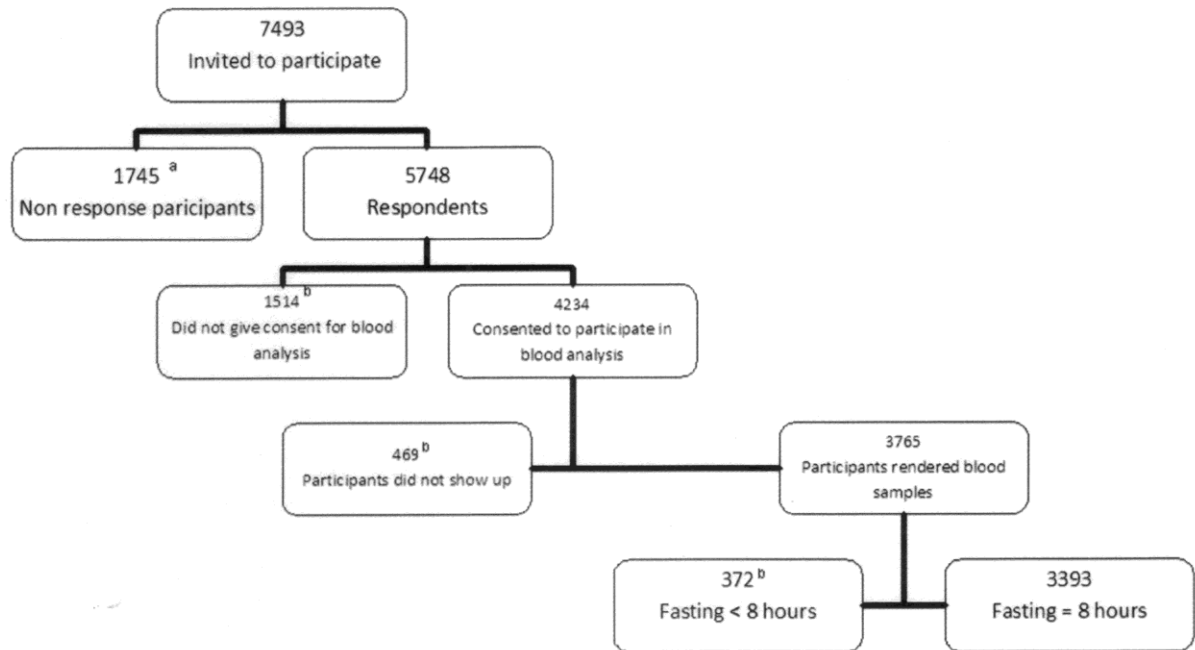 7493
Invited to participate
1745 a
Non response paricipants
5748
Respondents
1514 b
Did not give consent for blood
analysis
4234
Consented to participate in
blood analysis
469 b
Participants did not show up
3765
Participants rendered blood
samples
372 b
Fasting < 8 hours
3393
Fasting = 8 hours